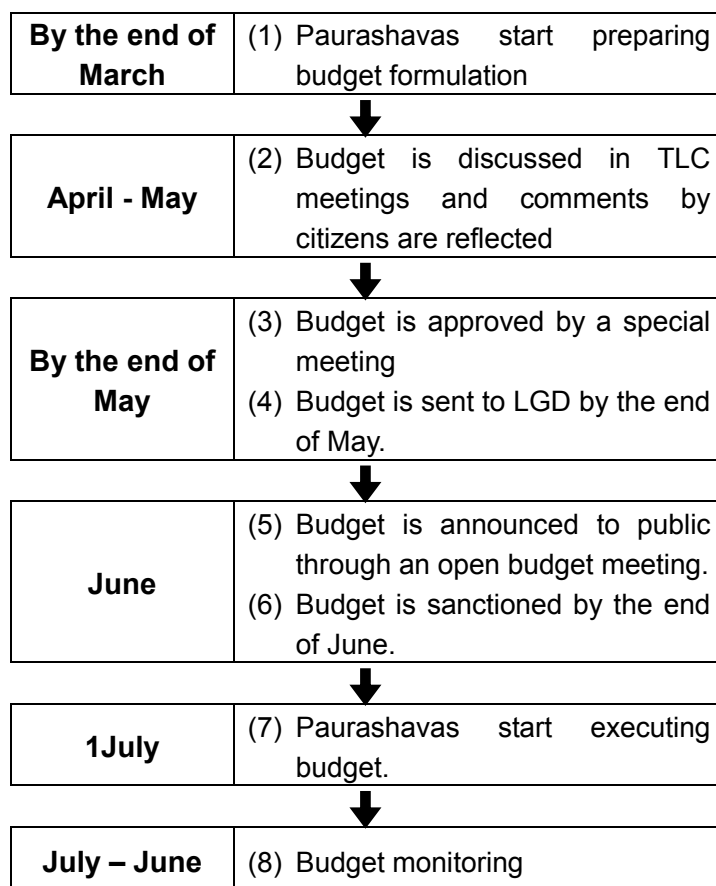 By the end of
March
(1) Paurashavas start preparing
budget formulation
April - May
(2) Budget is discussed in TLC
meetings and comments by
citizens are reflected
By the end of
May
(3) Budget is approved by a special
meeting
(4) Budget is sent to LGD by the end
of May.
June
(5) Budget is announced to public
through an open budget meeting.
(6) Budget is sanctioned by the end
of June.
1July
(7) Paurashavas start executing
budget.
July – June
(8) Budget monitoring